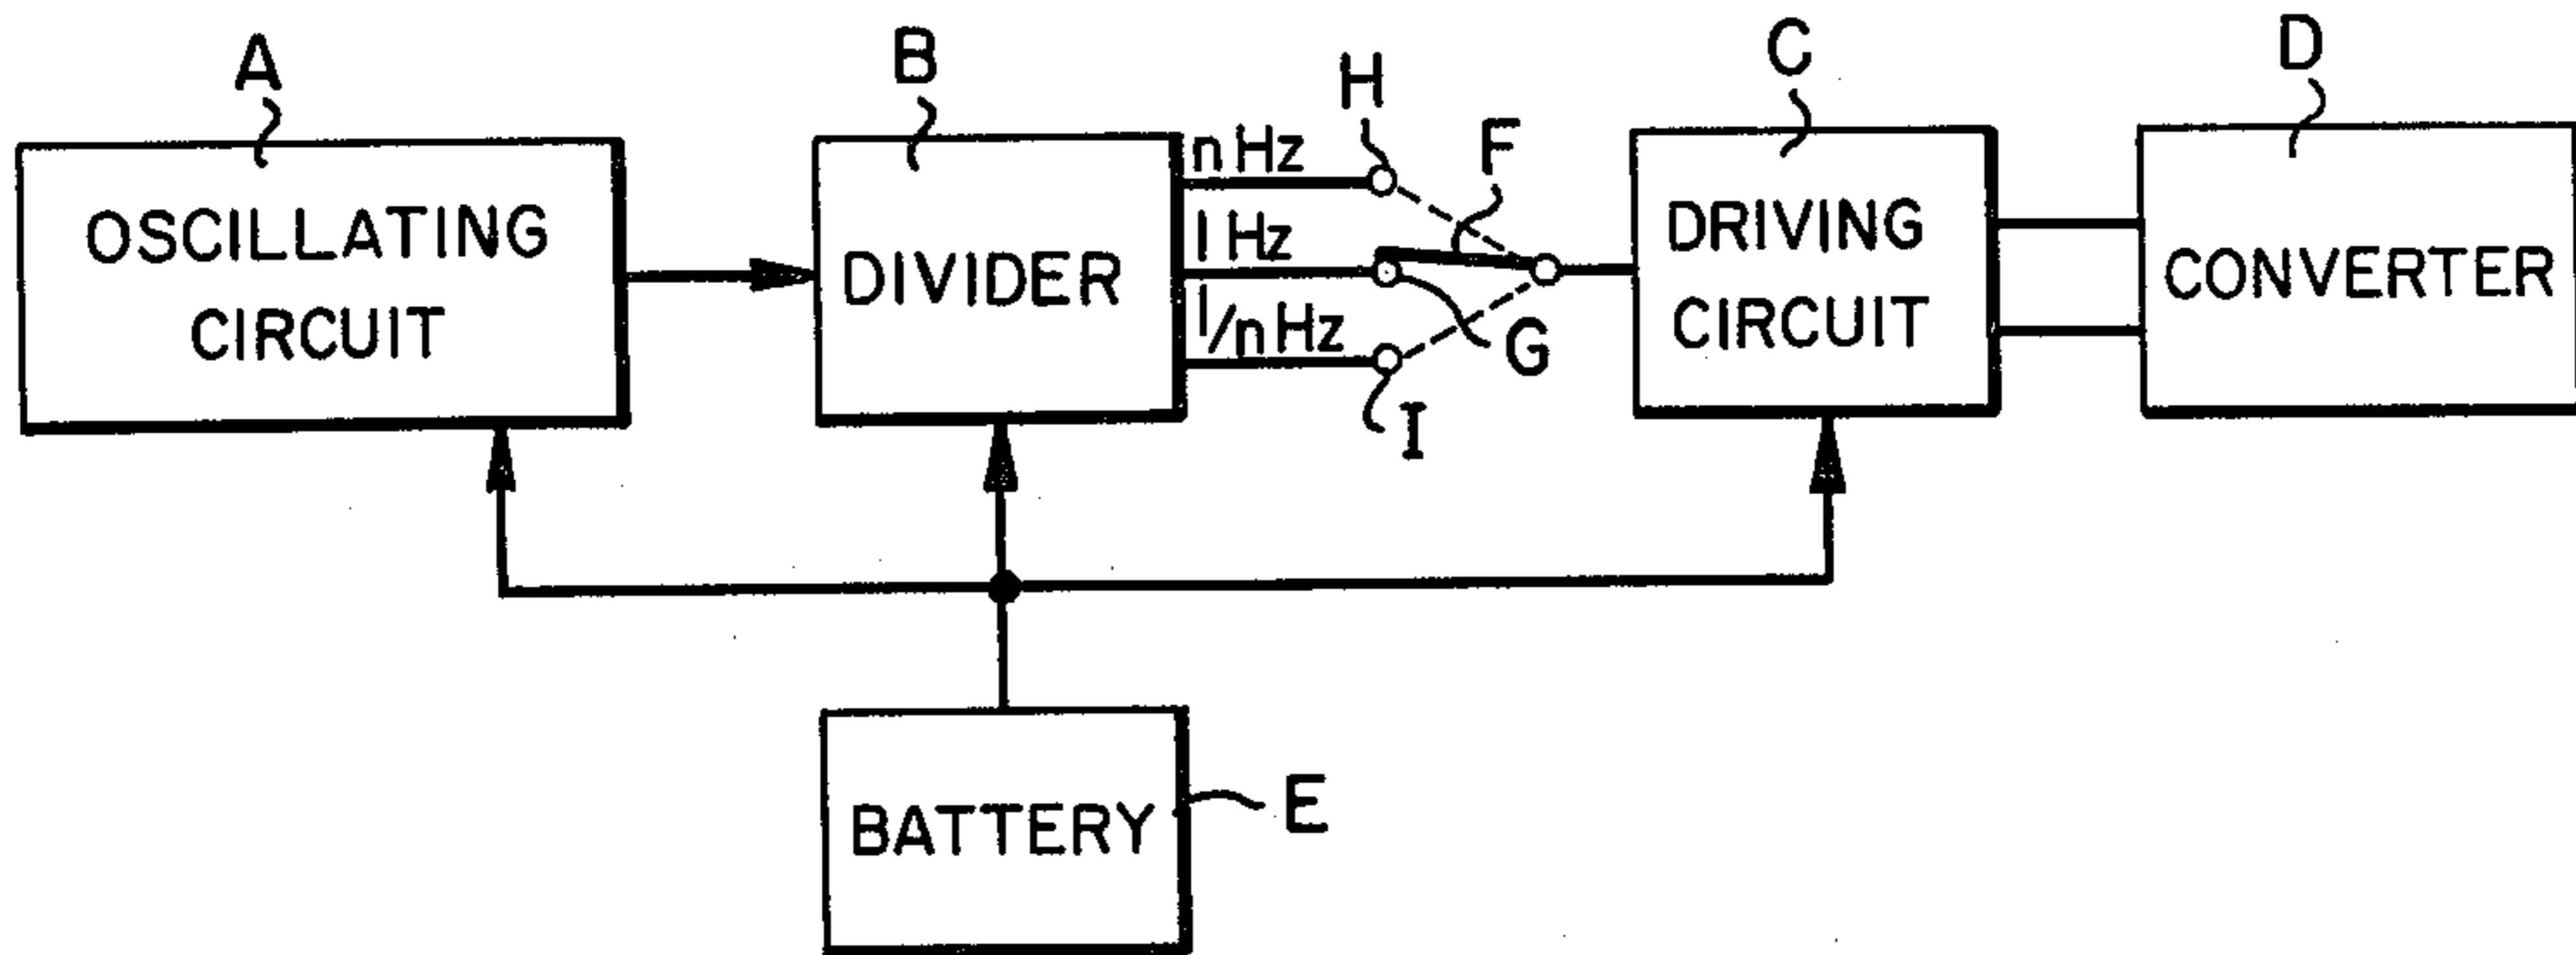 A
B
H
F
C
D
OSCILLATING
CIRCUIT
DIVIDER
n Hz
1 Hz
1/n Hz
G
I
DRIVING
CIRCUIT
CONVERTER
BATTERY
E